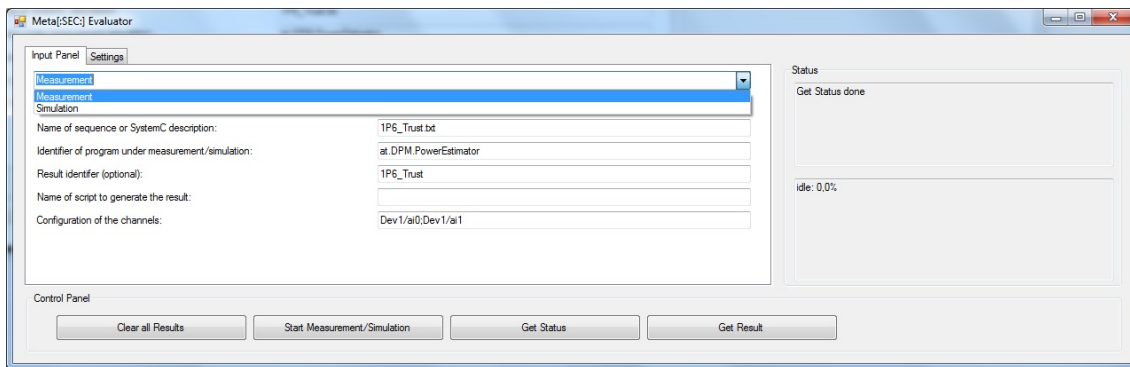 Meta[:SEC:] Evaluator
Input Panel Settings
Measurement
Measurement
Simulation
Name of sequence or SystemC description: 1P6_Trust.txt
Identifier of program under measurement/simulation: at.DPM.PowerEstimator
Result identifer (optional): 1P6_Trust
Name of script to generate the result:
Configuration of the channels: Dev1/ai0;Dev1/ai1
Status
Get Status done
idle: 0,0%
Control Panel
Clear all Results Start Measurement/Simulation Get Status Get Result